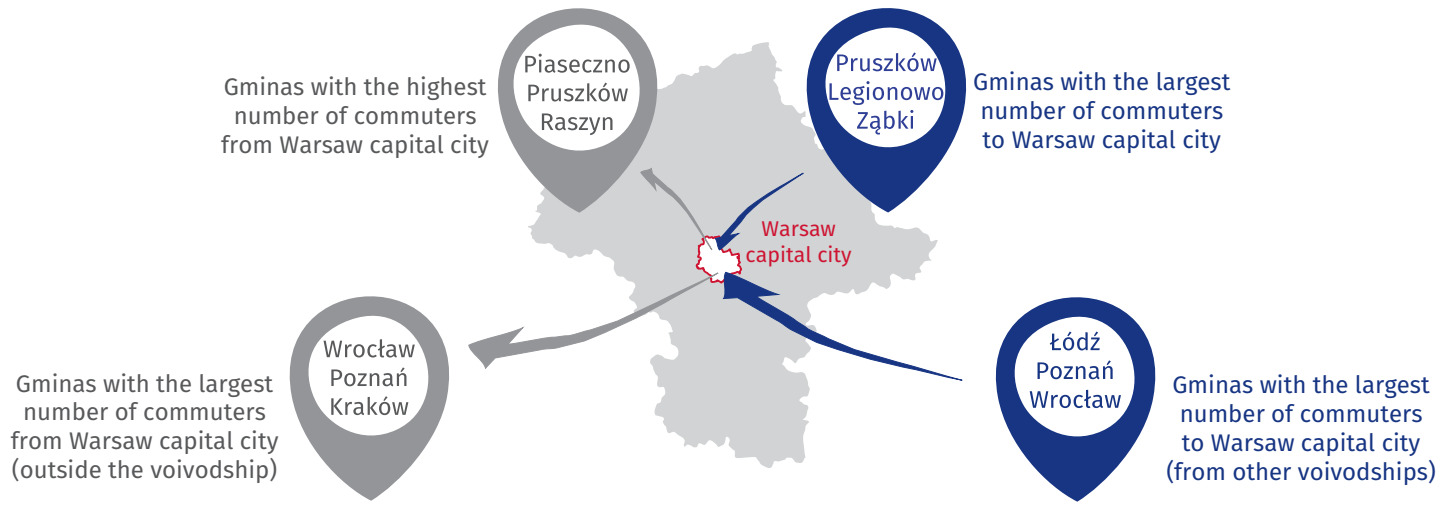 Gminas with the highest
number of commuters
from Warsaw capital city
Piaseczno
Pruszków
Raszyn
Pruszków
Legionowo
Ząbki
Gminas with the largest
number of commuters
to Warsaw capital city
Warsaw
capital city
Gminas with the largest
number of commuters
from Warsaw capital city
(outside the voivodship)
Wrocław
Poznań
Kraków
Łódź
Poznań
Wrocław
Gminas with the largest
number of commuters
to Warsaw capital city
(from other voivodships)